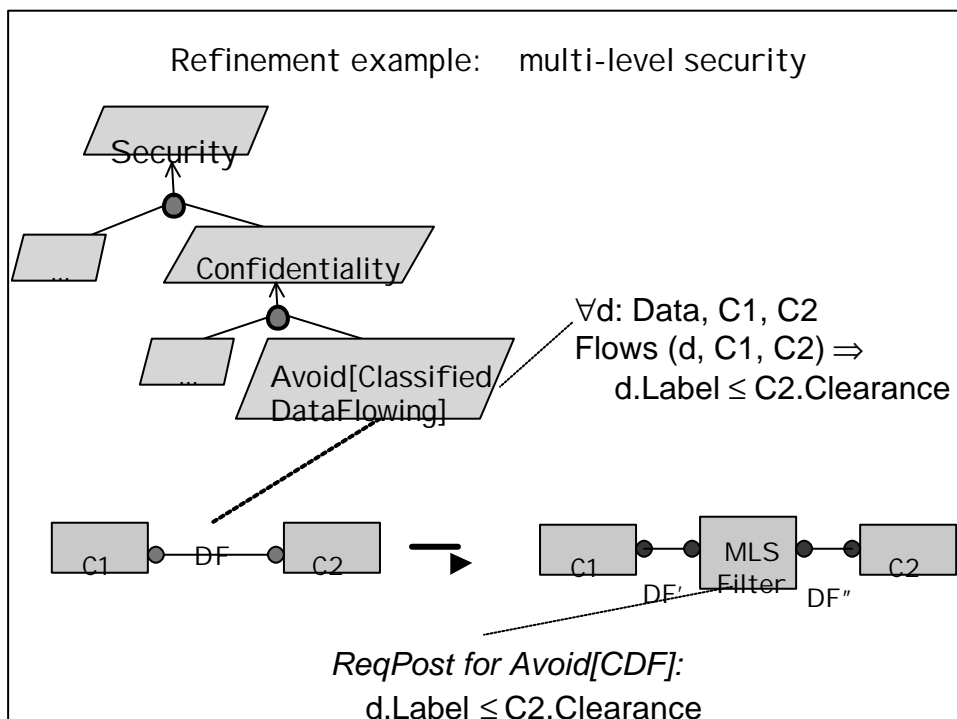 Refinement example: multi-level security
Security
...
Confidentiality
∀d: Data, C1, C2
Flows (d, C1, C2) ⇒
d.Label ≤ C2.Clearance
...
Avoid[Classified
DataFlowing]
C1
DF
C2
C1
DF′
MLS
Filter
DF″
C2
ReqPost for Avoid[CDF]:
d.Label ≤ C2.Clearance